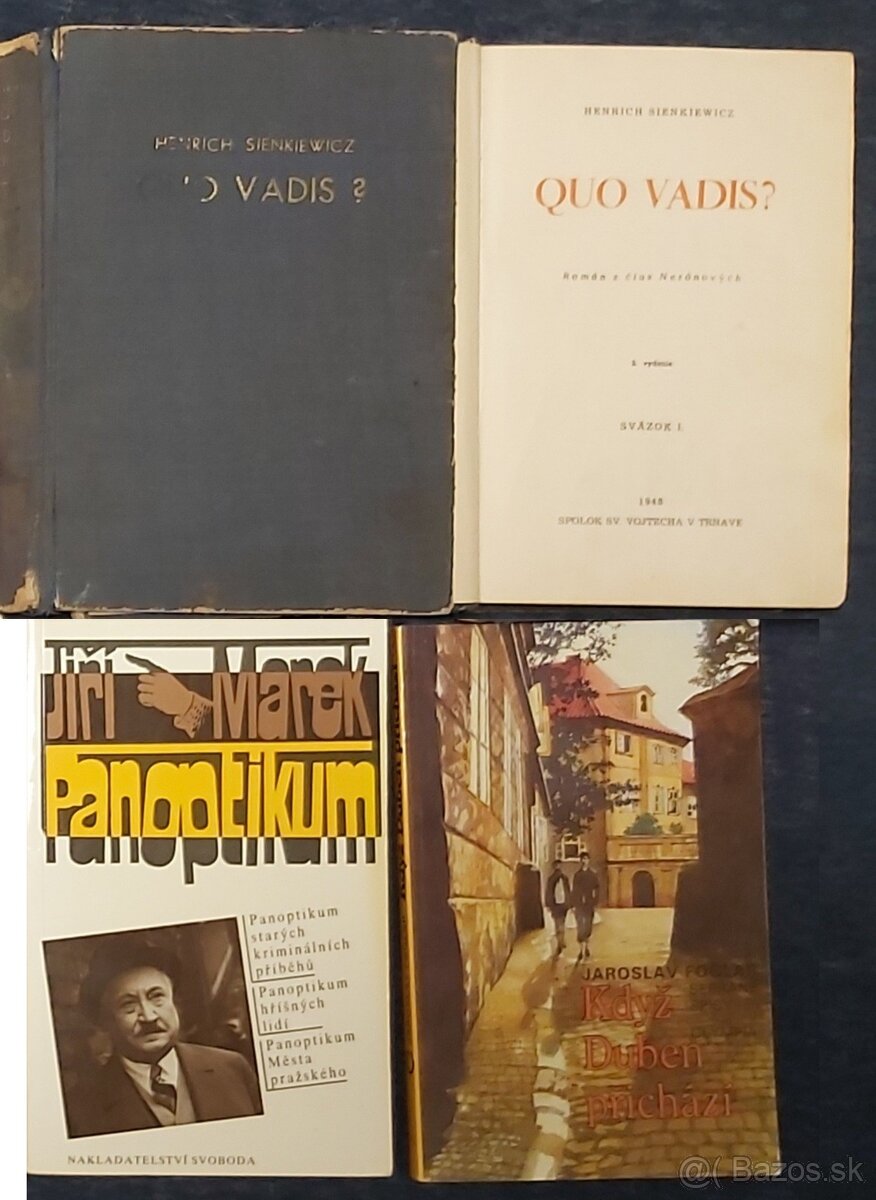 HENRICH SIENKIEWICZ
VADIS ?
HENRICH SIENKIEWICZ
QUO VADIS?
Román z čias Nerónových
vydanie
SVÄZOK I.
1948
SPOLOK SV. VOJTECHA V TRNAVE
Jiří Marek
Panoptikum
Panoptikum
starých
kriminálních
příběhů
Panoptikum
hříšných
lidí
Panoptikum
Města
pražského
NAKLADATELSTVÍ SVOBODA
JAROSLAV
Když
Duben
přichází
@( Bazos.sk